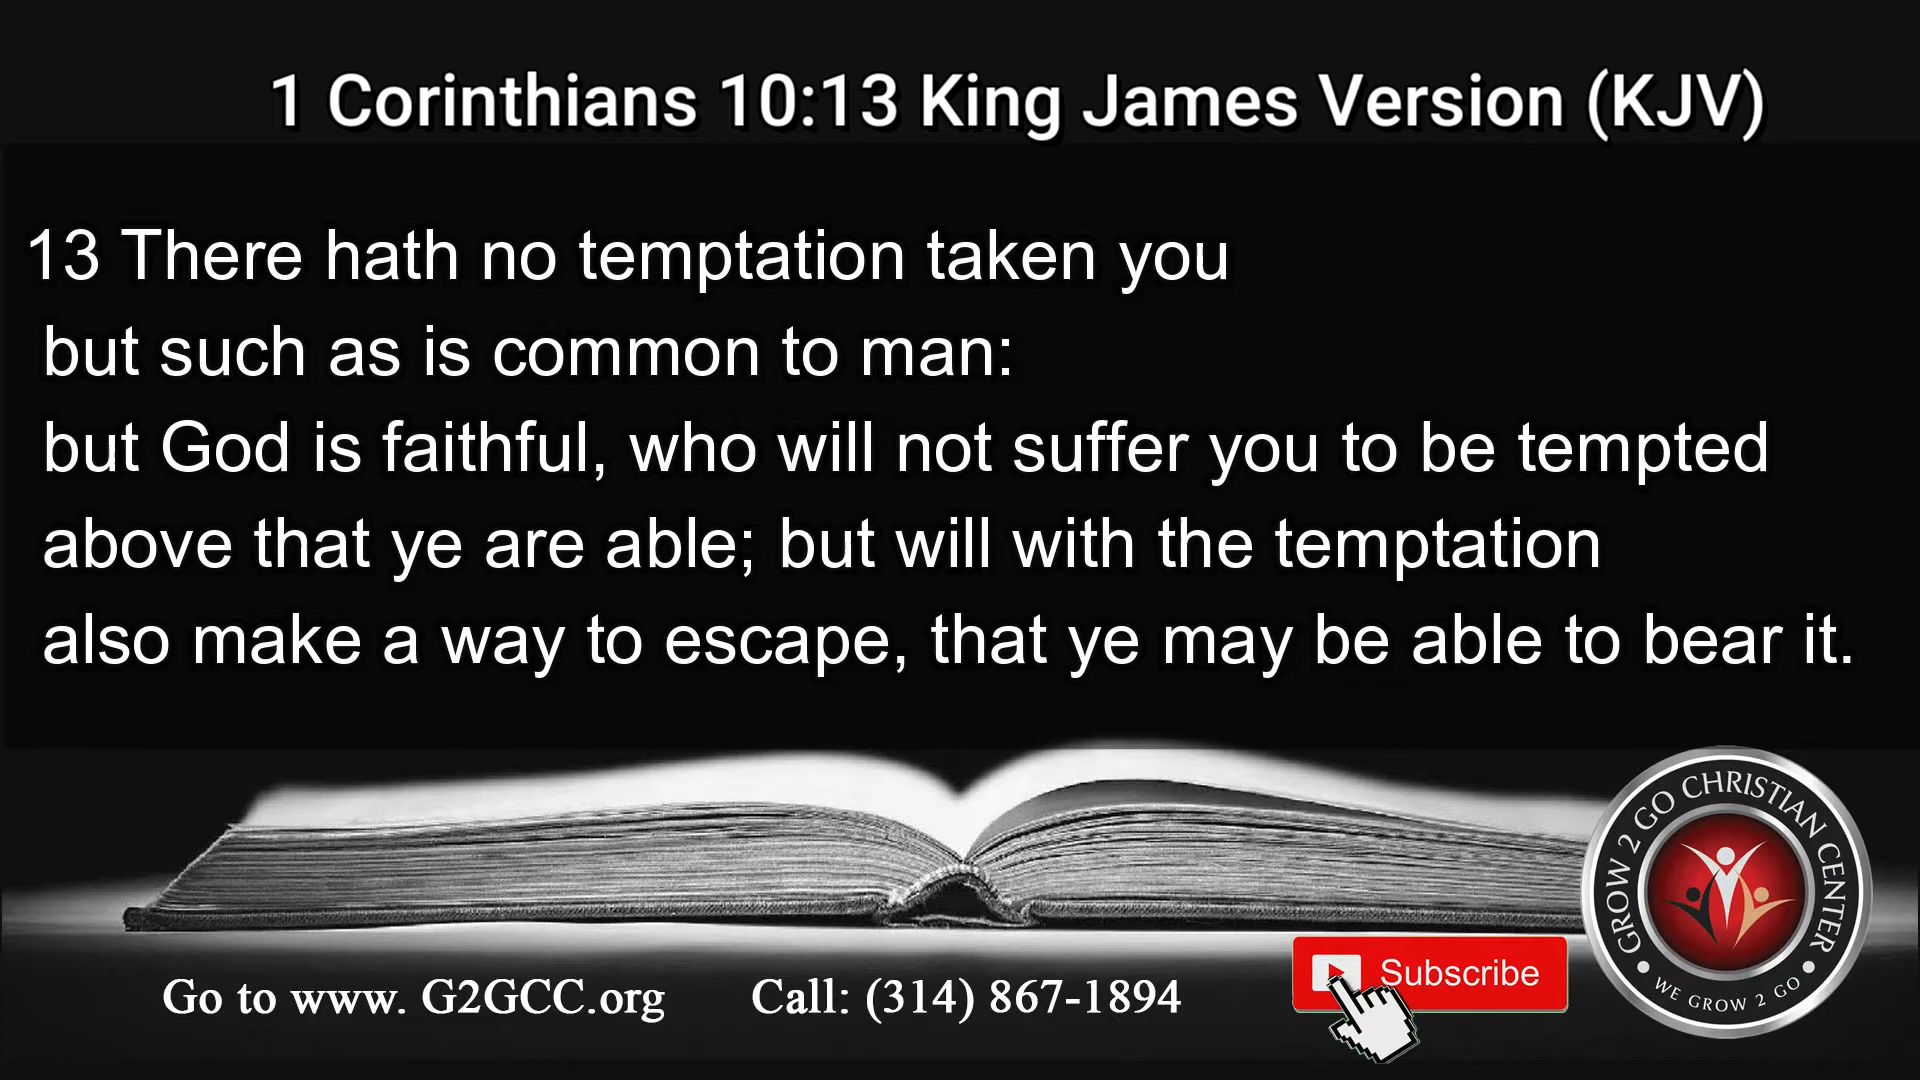 1 Corinthians 10:13 King James Version (KJV)
13 There hath no temptation taken you
but such as is common to man:
but God is faithful, who will not suffer you to be tempted
above that ye are able; but will with the temptation
also make a way to escape, that ye may be able to bear it.
Go to www. G2GCC.org
Call: (314) 867-1894
Subscribe
GROW 2 GO CHRISTIAN CENTER
WE GROW 2 GO